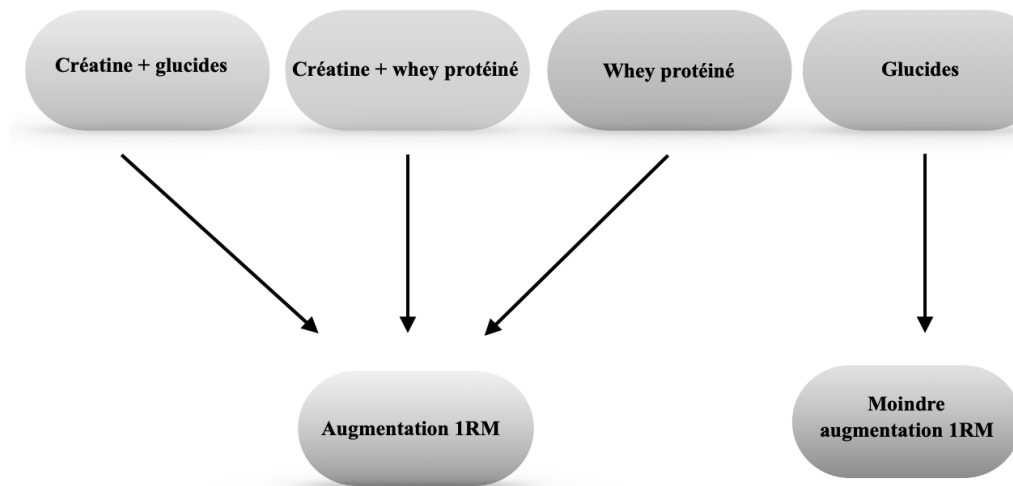 Créatine + glucides
Créatine + whey protéiné
Whey protéiné
Glucides
Augmentation 1RM
Moindre
augmentation 1RM